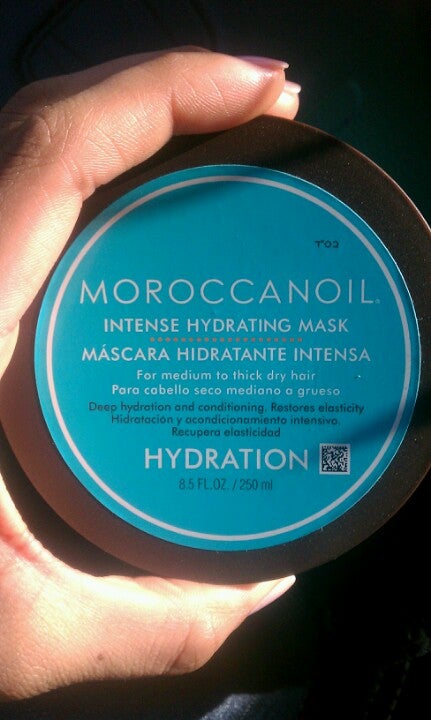 T02
MOROCCANOIL®
INTENSE HYDRATING MASK
MÁSCARA HIDRATANTE INTENSA
For medium to thick dry hair
Para cabello seco mediano a grueso
Deep hydration and conditioning. Restores elasticity
Hidratación y acondicionamiento intensivo.
Recupera elasticidad
HYDRATION
8.5 FL.OZ. / 250 ml